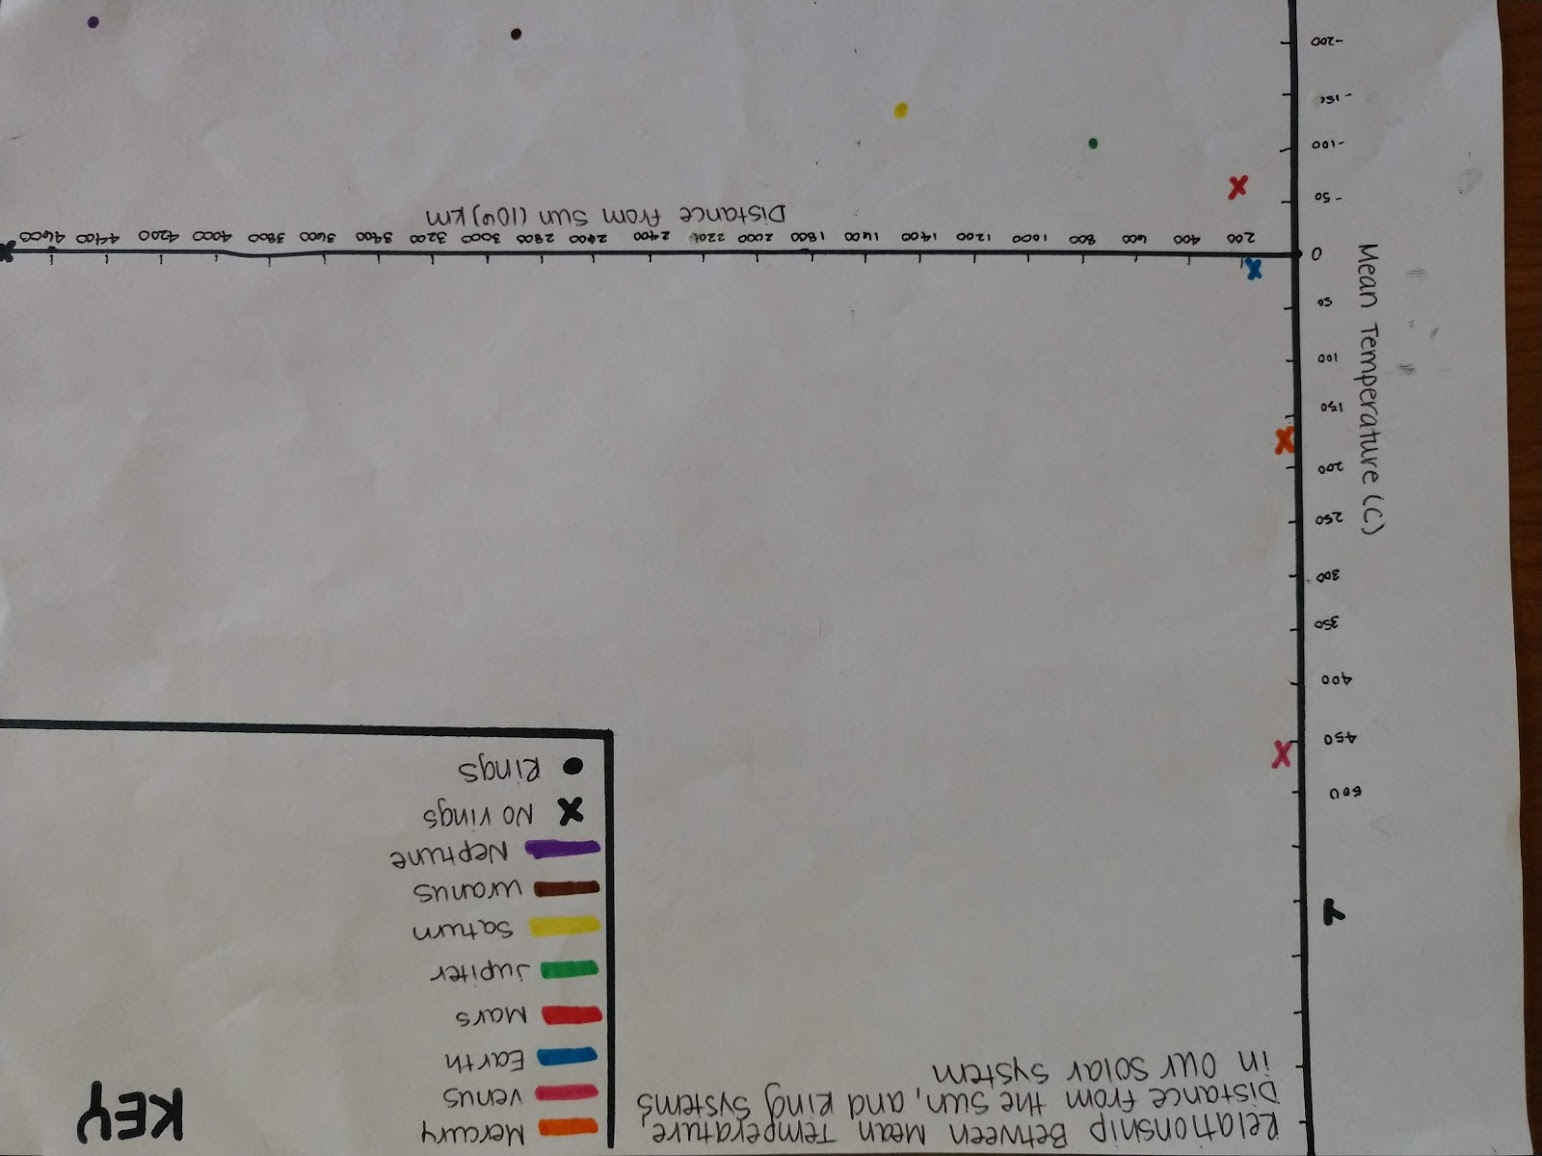 Relationship Between Mean Temperature,
Distance from the Sun, and Ring Systems
in our solar system
KEY
Mercury
Venus
Earth
Mars
Jupiter
Saturn
Uranus
Neptune
No rings
Rings
Mean Temperature (C)
500
450
400
350
300
250
200
150
100
50
0
-50
-100
-150
-200
200 400 600 800 1000 1200 1400 1600 1800 2000 2200 2400 2600 2800 3000 3200 3400 3600 3800 4000 4200 4400 4600
Distance from Sun (10⁶) km